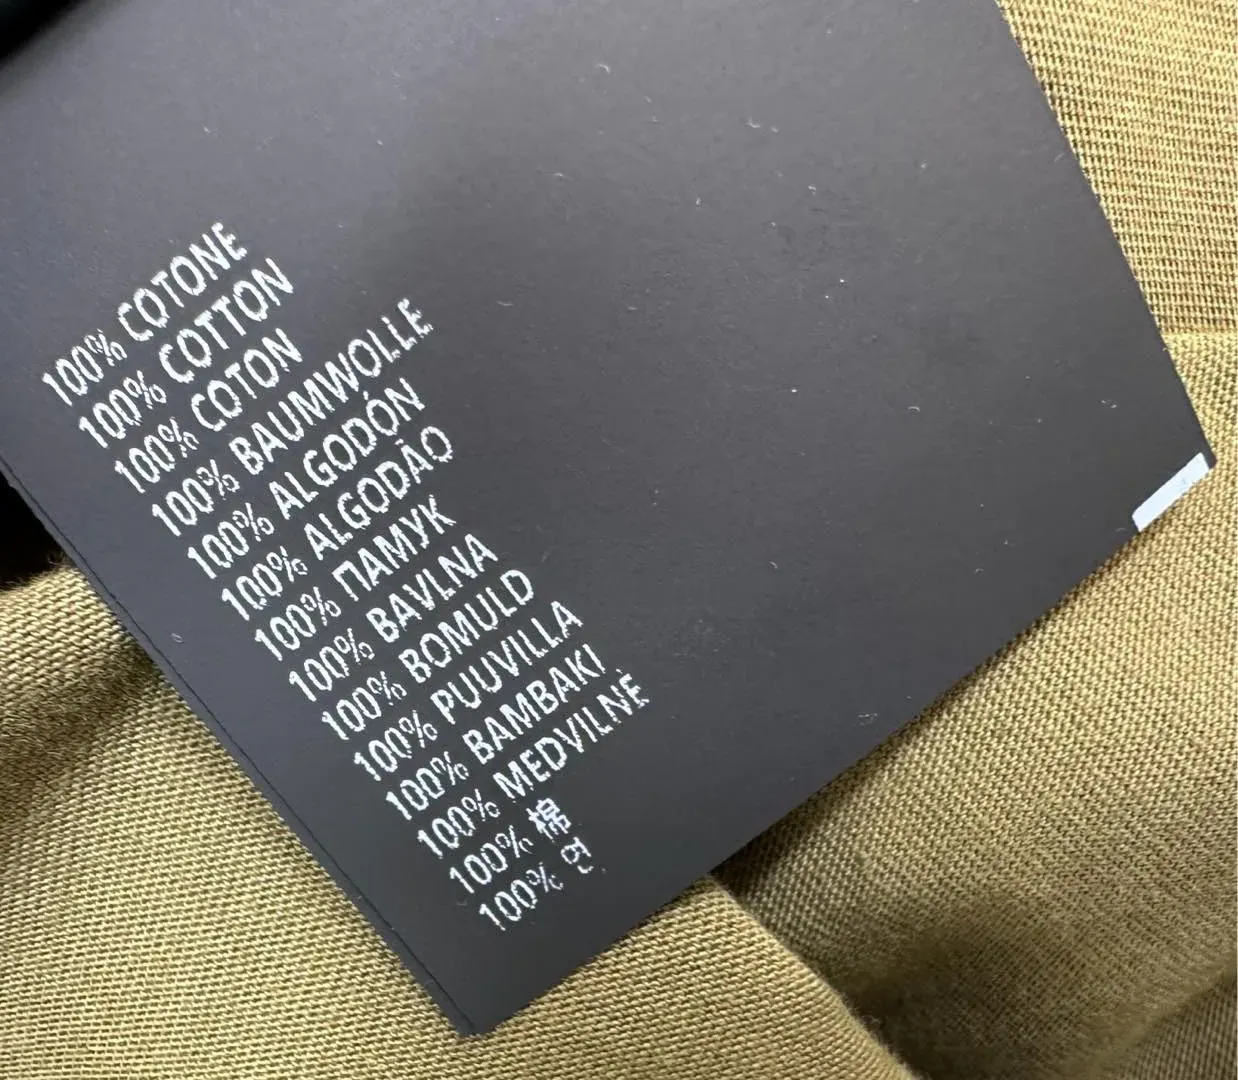 100% COTONE
100% COTTON
100% COTON
100% BAUMWOLLE
100% ALGODÓN
100% ALGODÃO
100% ПАМУК
100% BAVLNA
100% BOMULD
100% PUUVILLA
100% BAMBAKI
100% MEDVILNĖ
100% 棉
100% 면